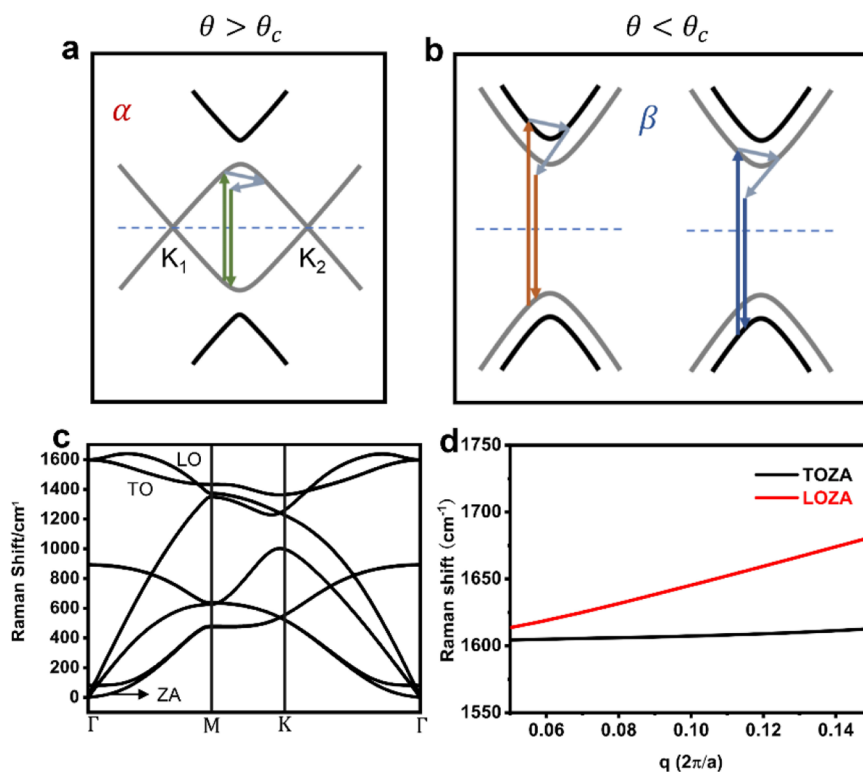 θ > θc
θ < θc
a
b
α
β
K1
K2
c
d
1600
1400
1200
1000
800
600
400
200
0
Raman Shift/cm-1
LO
TO
ZA
Γ
M
K
Γ
1750
1700
1650
1600
1550
Raman shift (cm-1)
TOZA
LOZA
0.06
0.08
0.10
0.12
0.14
q (2π/a)